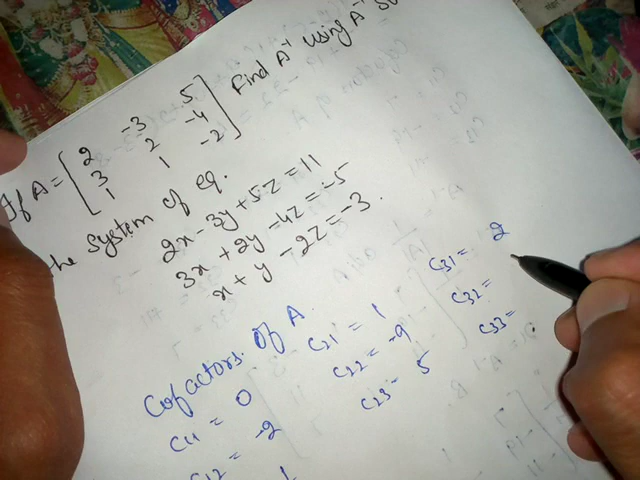 If A = [ 2 -3 5 Find A⁻¹ using A⁻¹
3 2 -4
1 1 -2 ]
the system of eq.
2x - 3y + 5z = 11
3x + 2y - 4z = -5
x + y - 2z = -3.
Cofactors of A.
C11 = 0
C12 = -2
1
C21 = 1
C22 = -9
C23 = 5
C31 = 2
C32 =
C33 =